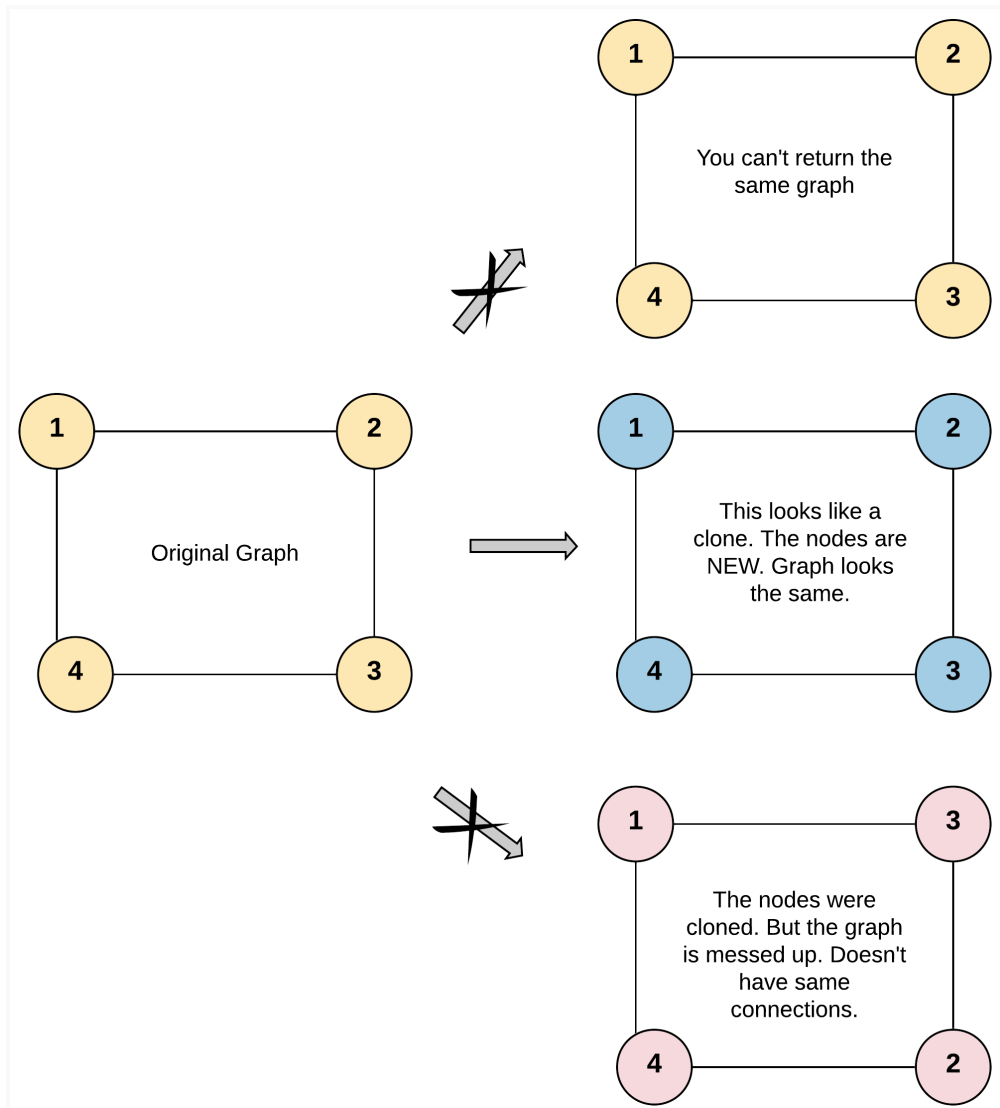 1
2
You can't return the
same graph
4
3
1
2
Original Graph
4
3
1
2
This looks like a
clone. The nodes are
NEW. Graph looks
the same.
4
3
1
3
The nodes were
cloned. But the graph
is messed up. Doesn't
have same
connections.
4
2